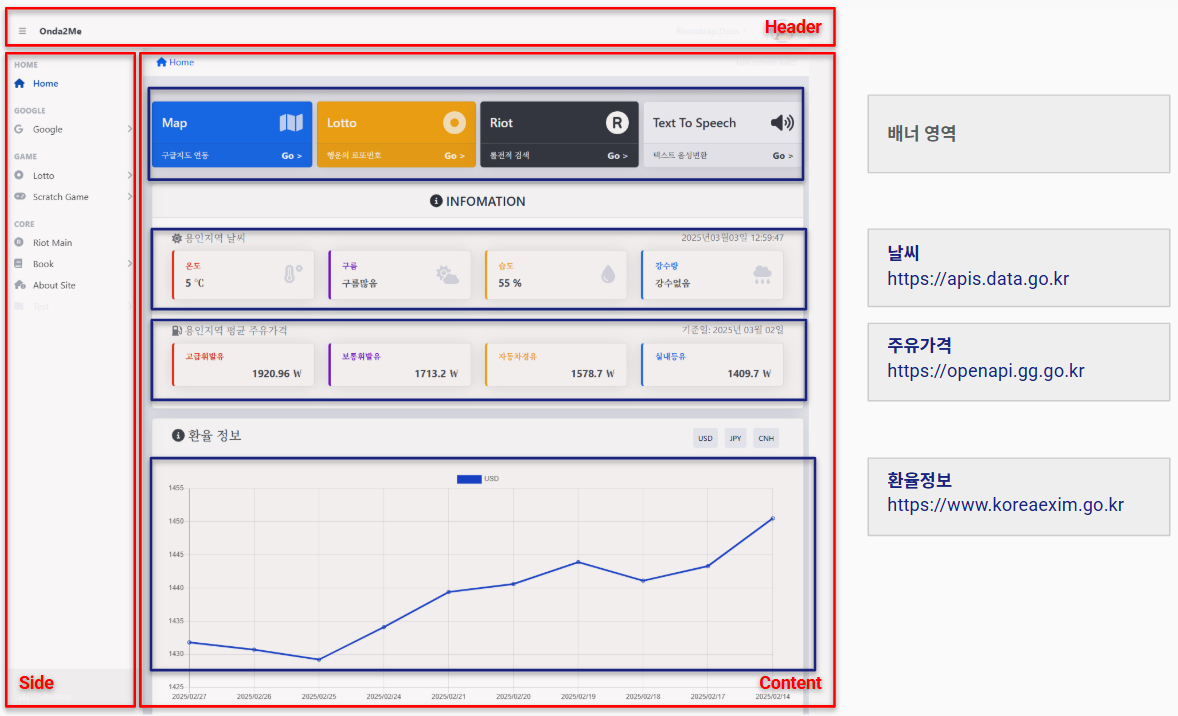 Onda2Me
Header
HOME
Home
GOOGLE
Google
GAME
Lotto
Scratch Game
CORE
Riot Main
Book
About Site
Side
Home
Map
구글지도 연동
Go >
Lotto
행운의 로또번호
Go >
Riot
R
롤전적 검색
Go >
Text To Speech
텍스트 음성변환
Go >
INFOMATION
용인지역 날씨
2025년03월03일 12:59:47
온도
5 ℃
구름
구름많음
습도
55 %
강수량
강수없음
용인지역 평균 주유가격
기준일: 2025년 03월 02일
고급휘발유
1920.96 ₩
보통휘발유
1713.2 ₩
자동차경유
1578.7 ₩
실내등유
1409.7 ₩
환율 정보
USD
JPY
CNH
USD
1455
1450
1445
1440
1435
1430
1425
2025/02/27
2025/02/26
2025/02/25
2025/02/24
2025/02/21
2025/02/20
2025/02/19
2025/02/18
2025/02/17
2025/02/14
Content
배너 영역
날씨
https://apis.data.go.kr
주유가격
https://openapi.gg.go.kr
환율정보
https://www.koreaexim.go.kr